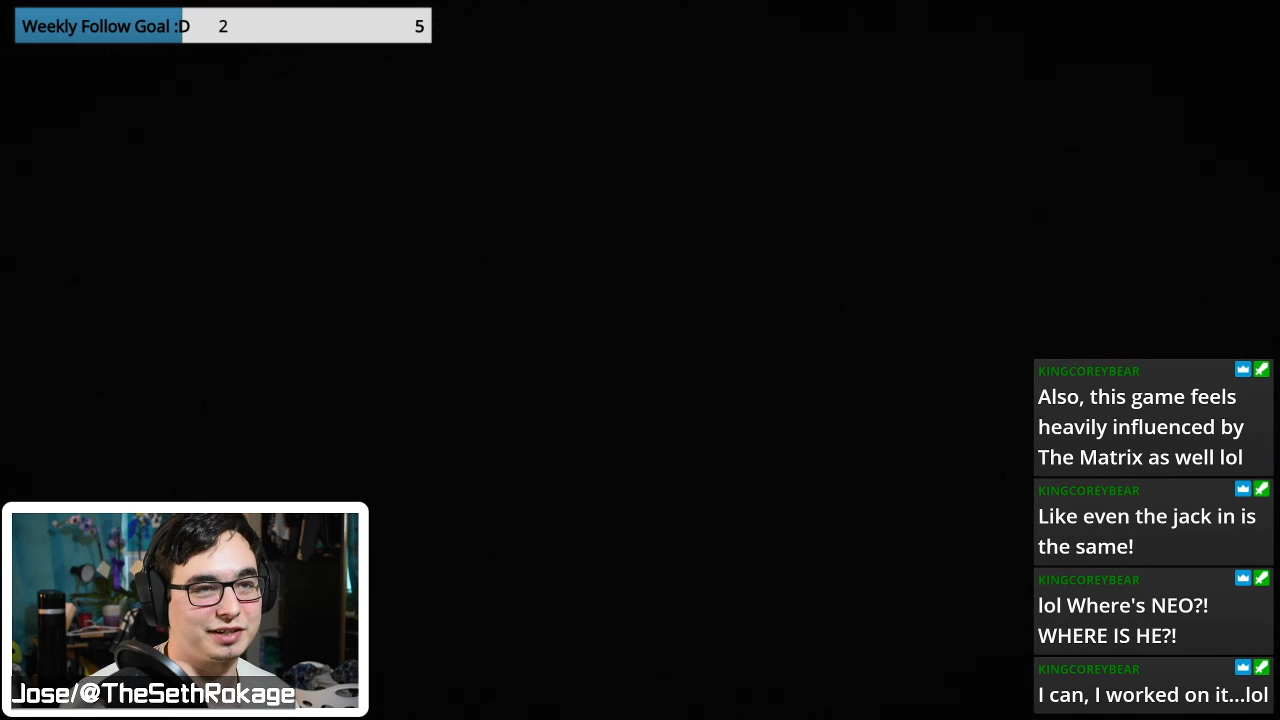 Weekly Follow Goal :D 2 5
KINGCOREYBEAR
Also, this game feels
heavily influenced by
The Matrix as well lol
KINGCOREYBEAR
Like even the jack in is
the same!
KINGCOREYBEAR
lol Where's NEO?!
WHERE IS HE?!
KINGCOREYBEAR
I can, I worked on it...lol
Jose/@TheSethRokage